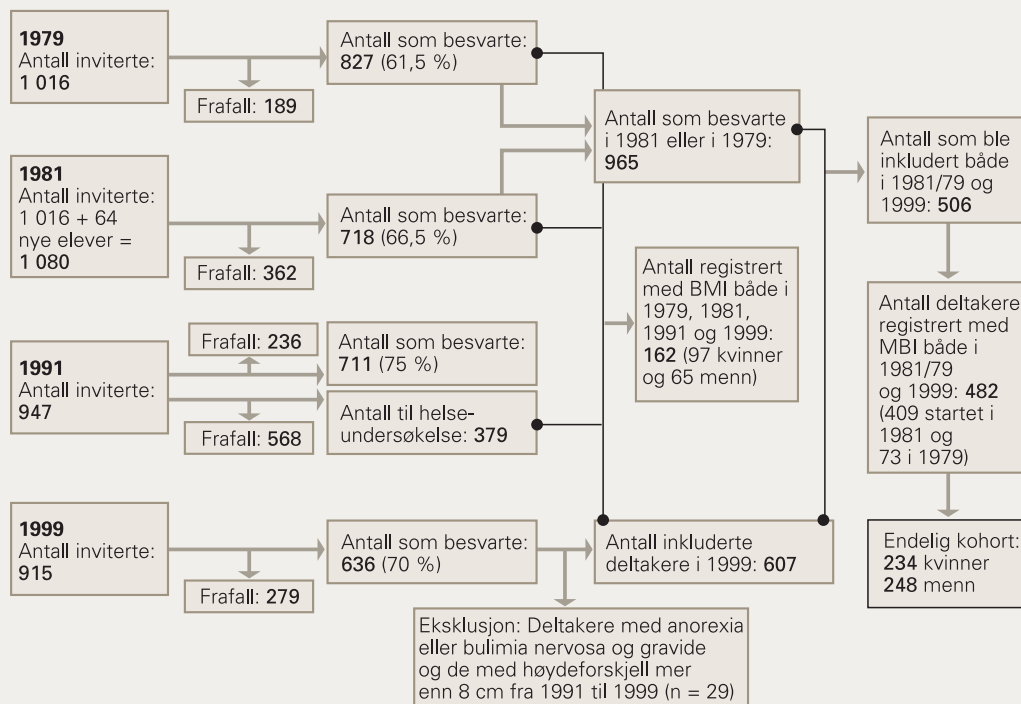 1979
Antall inviterte:
1 016
Frafall: 189
Antall som besvarte:
827 (61,5 %)
1981
Antall inviterte:
1 016 + 64
nye elever =
1 080
Frafall: 362
Antall som besvarte:
718 (66,5 %)
1991
Antall inviterte:
947
Frafall: 236
Antall som besvarte:
711 (75 %)
Frafall: 568
Antall til helse-
undersøkelse: 379
1999
Antall inviterte:
915
Frafall: 279
Antall som besvarte:
636 (70 %)
Eksklusjon: Deltakere med anorexia
eller bulimia nervosa og gravide
og de med høydeforskjell mer
enn 8 cm fra 1991 til 1999 (n = 29)
Antall som besvarte
i 1981 eller i 1979:
965
Antall registrert
med BMI både i
1979, 1981,
1991 og 1999:
162 (97 kvinner
og 65 menn)
Antall inkluderte
deltakere i 1999: 607
Antall som ble
inkludert både
i 1981/79 og
1999: 506
Antall deltakere
registrert med
MBI både i
1981/79
og 1999: 482
(409 startet i
1981 og
73 i 1979)
Endelig kohort:
234 kvinner
248 menn